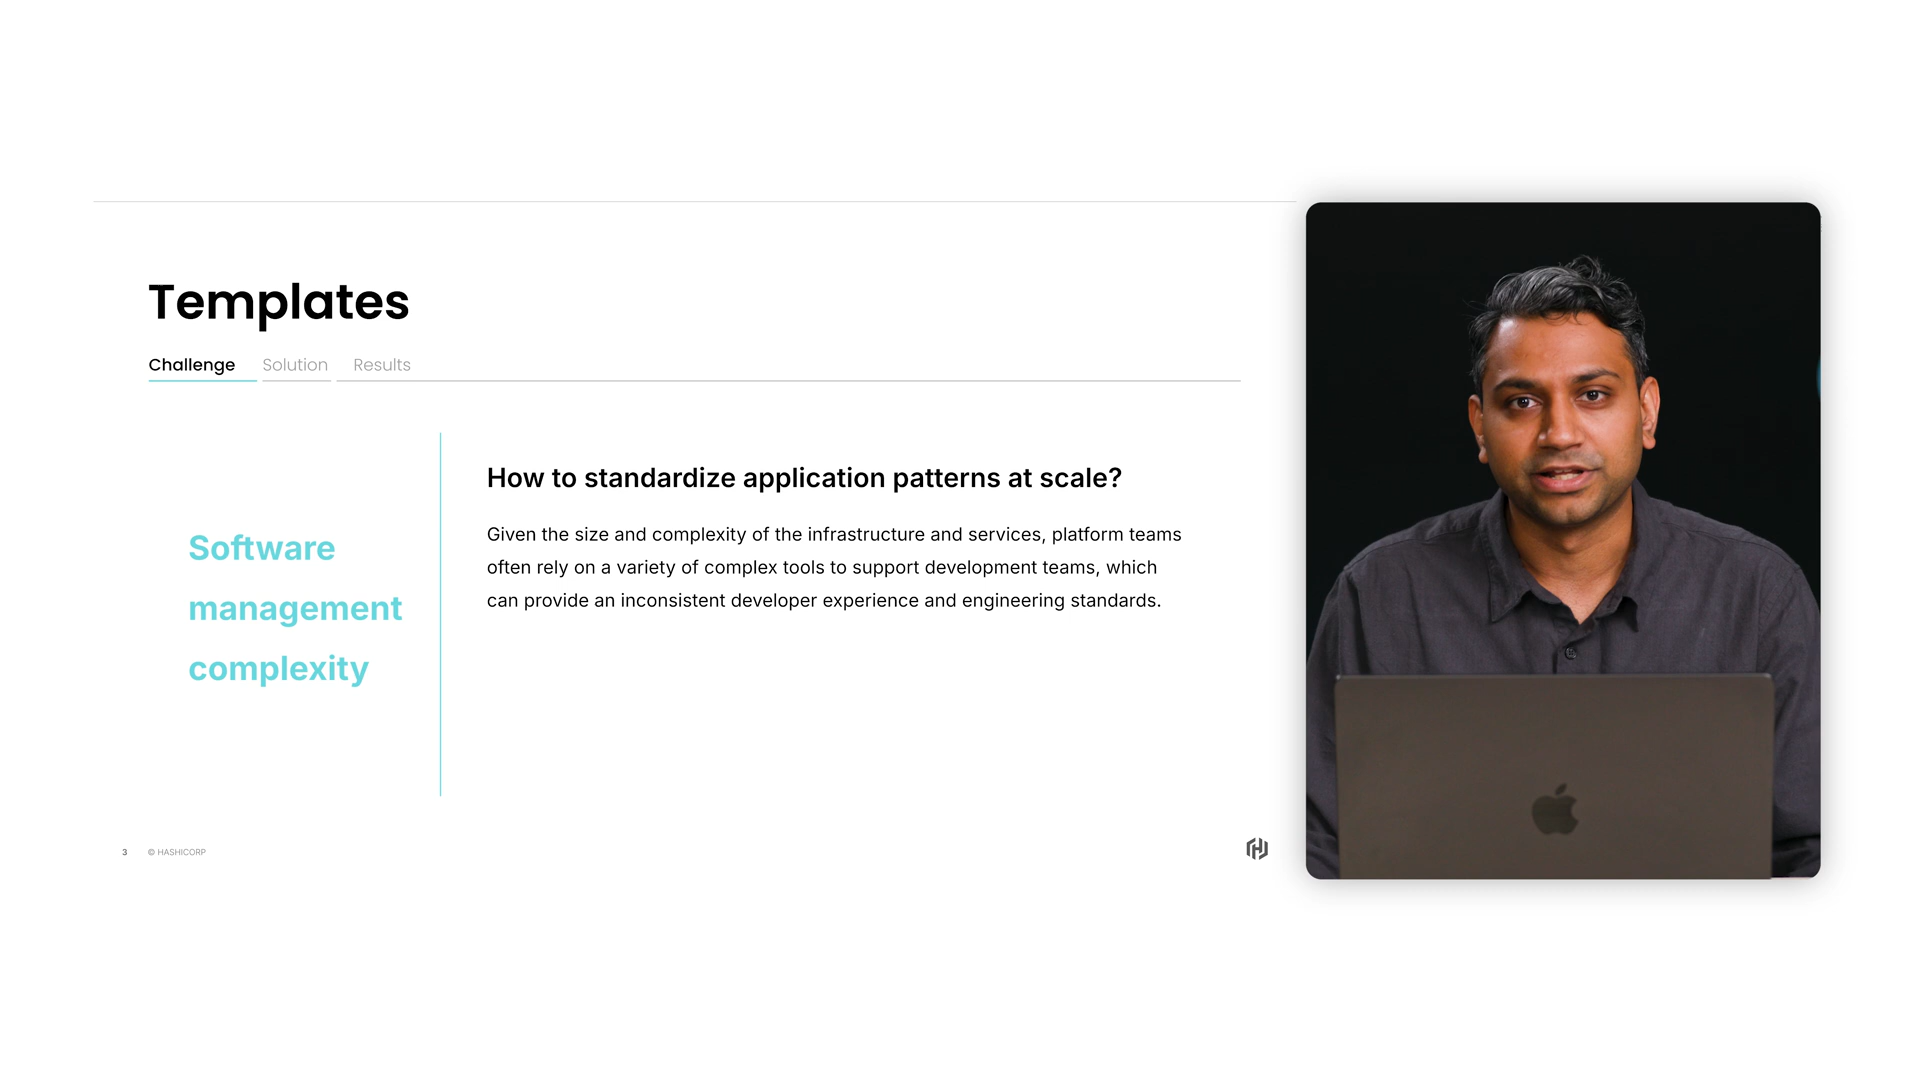 Templates
Challenge Solution Results
Software
management
complexity
How to standardize application patterns at scale?
Given the size and complexity of the infrastructure and services, platform teams
often rely on a variety of complex tools to support development teams, which
can provide an inconsistent developer experience and engineering standards.
3 © HASHICORP